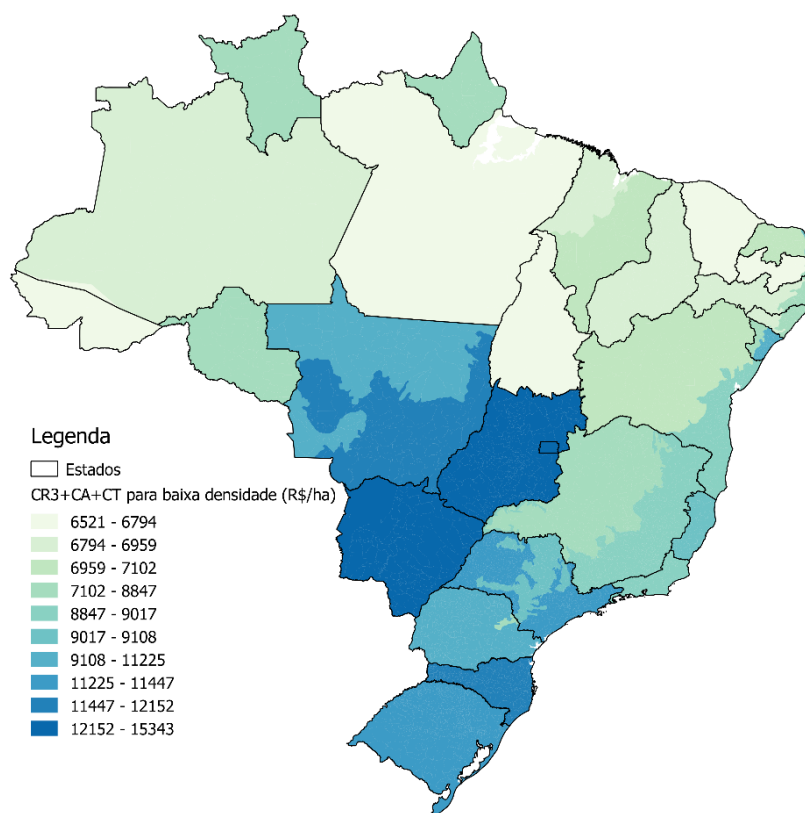 Legenda
Estados
CR3+CA+CT para baixa densidade (R$/ha)
6521 - 6794
6794 - 6959
6959 - 7102
7102 - 8847
8847 - 9017
9017 - 9108
9108 - 11225
11225 - 11447
11447 - 12152
12152 - 15343